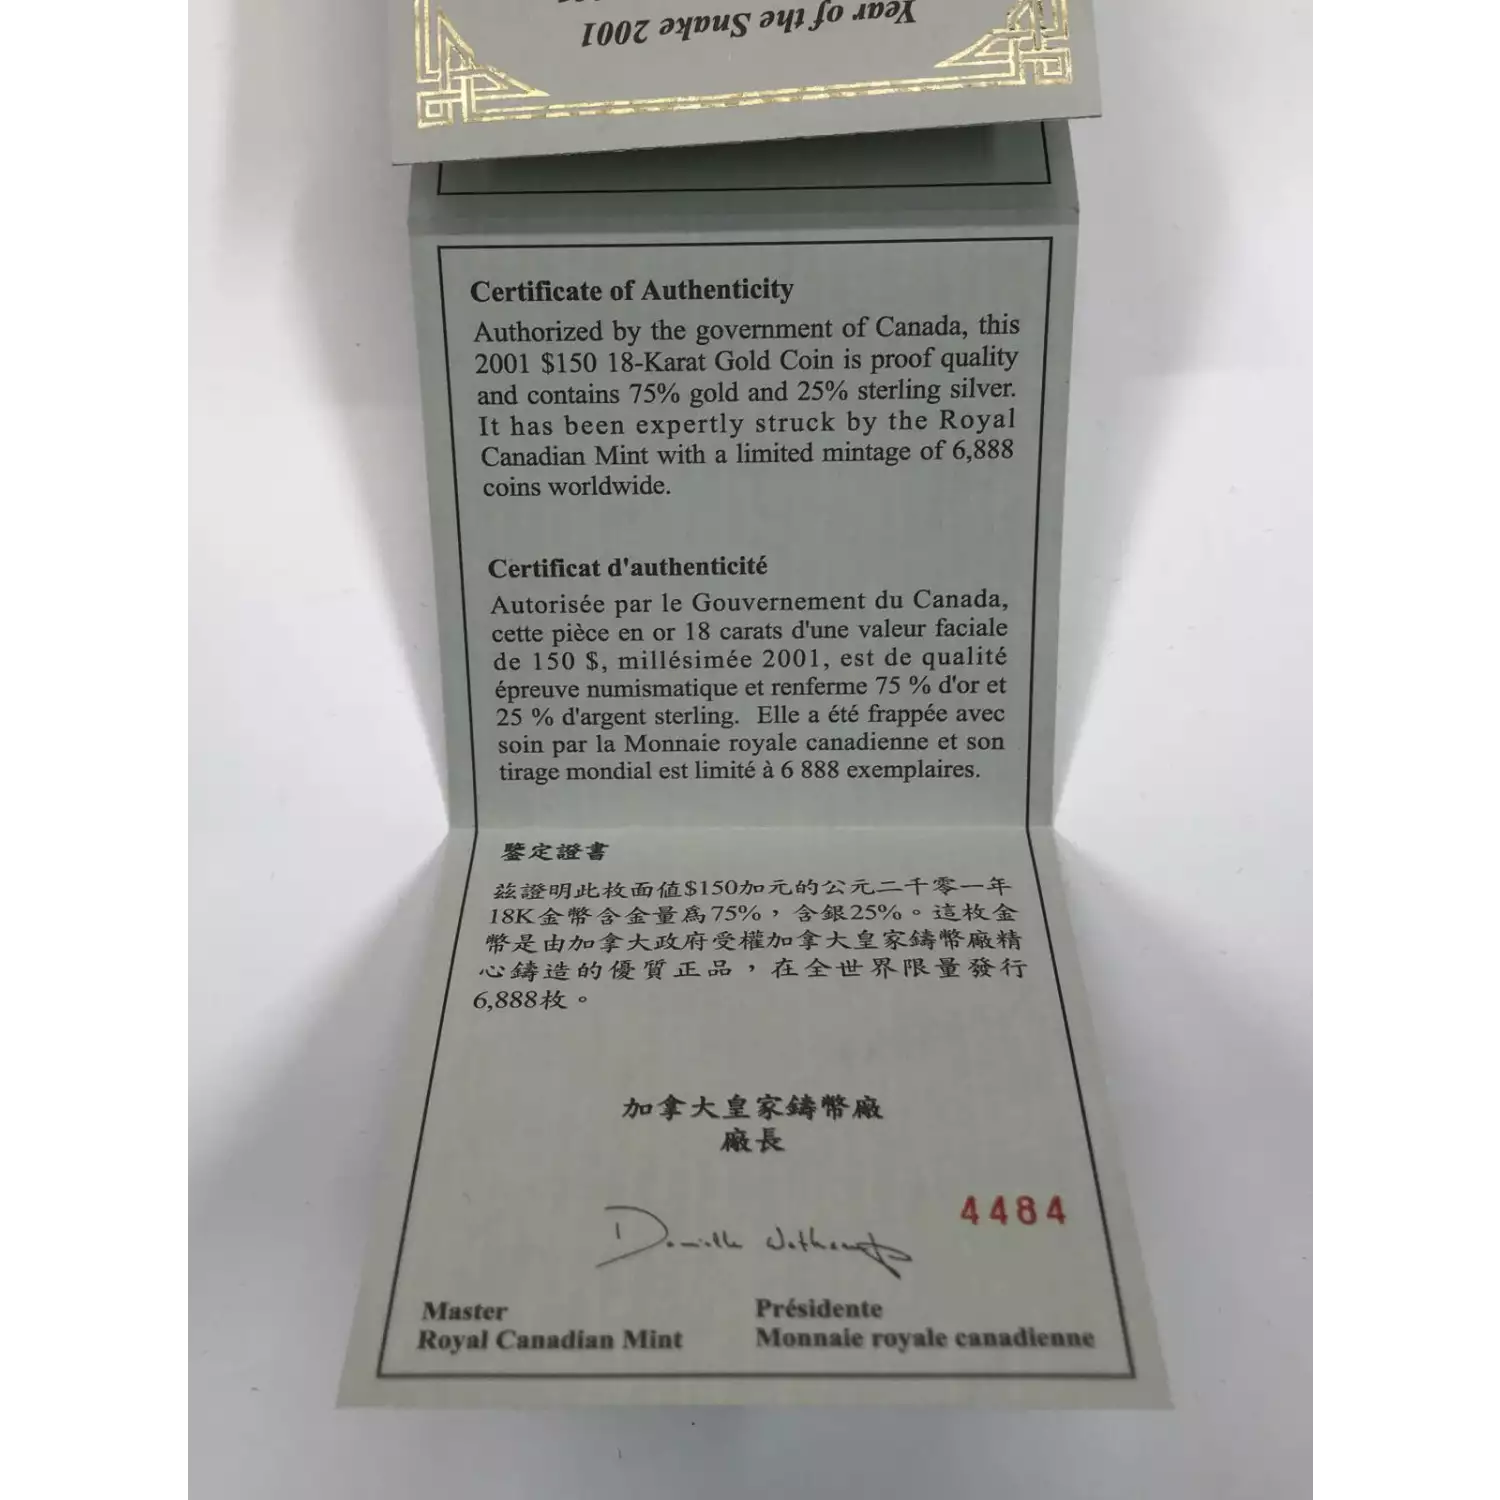 Year of the Snake 2001
Certificate of Authenticity
Authorized by the government of Canada, this
2001 $150 18-Karat Gold Coin is proof quality
and contains 75% gold and 25% sterling silver.
It has been expertly struck by the Royal
Canadian Mint with a limited mintage of 6,888
coins worldwide.
Certificat d'authenticité
Autorisée par le Gouvernement du Canada,
cette pièce en or 18 carats d'une valeur faciale
de 150 $, millésimée 2001, est de qualité
épreuve numismatique et renferme 75 % d'or et
25 % d'argent sterling. Elle a été frappée avec
soin par la Monnaie royale canadienne et son
tirage mondial est limité à 6 888 exemplaires.
鑒定證書
茲證明此枚面值$150加元的公元二千零一年
18K金幣含金量爲75%，含銀25%。這枚金
幣是由加拿大政府受權加拿大皇家鑄幣廠精
心鑄造的優質正品，在全世界限量發行
6,888枚。
加拿大皇家鑄幣廠
廠長
4484
Master
Royal Canadian Mint
Présidente
Monnaie royale canadienne